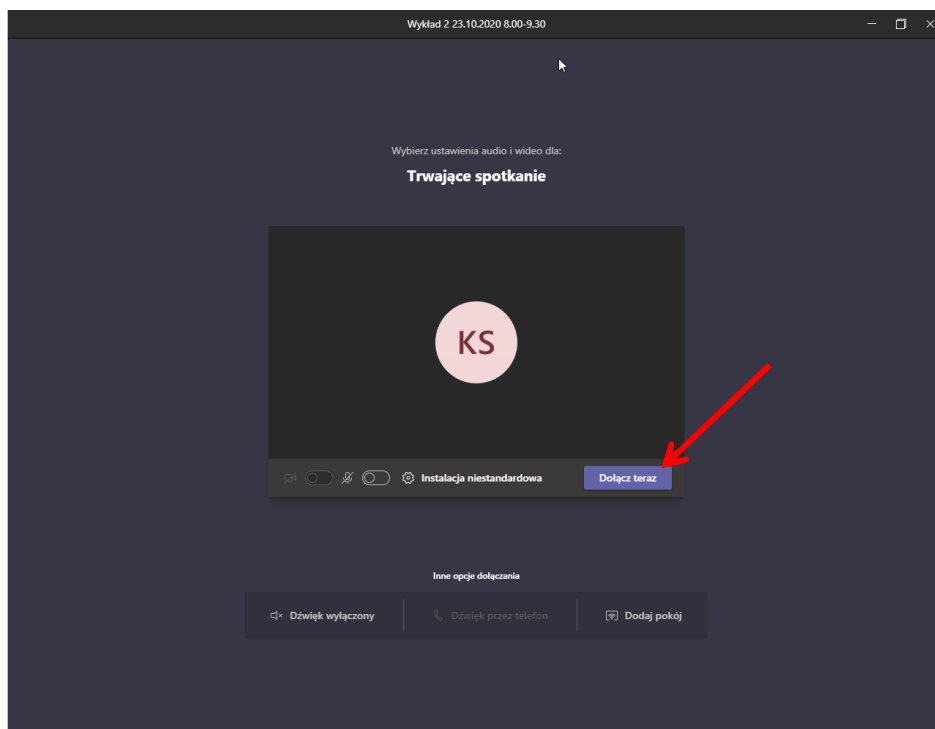 Wykład 2 23.10.2020 8.00-9.30
Wybierz ustawienia audio i wideo dla:
Trwające spotkanie
KS
Instalacja niestandardowa
Dołącz teraz
Inne opcje dołączania
Dźwięk wyłączony
Dźwięk przez telefon
Dodaj pokój